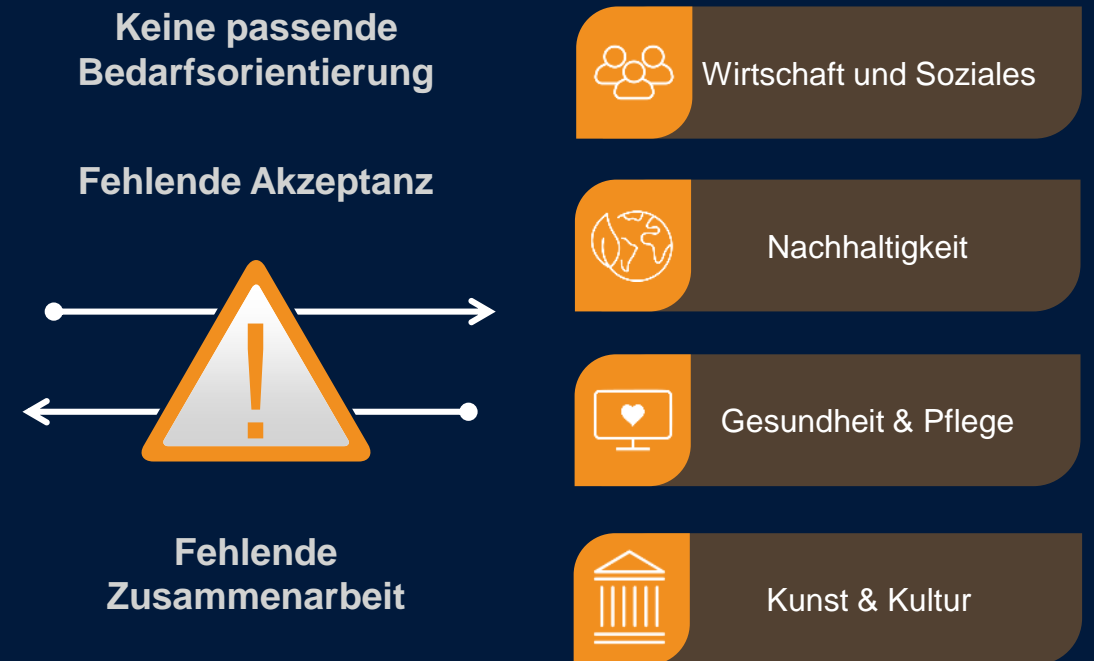 Keine passende
Bedarfsorientierung
Fehlende Akzeptanz
!
Fehlende
Zusammenarbeit
Wirtschaft und Soziales
Nachhaltigkeit
Gesundheit & Pflege
Kunst & Kultur